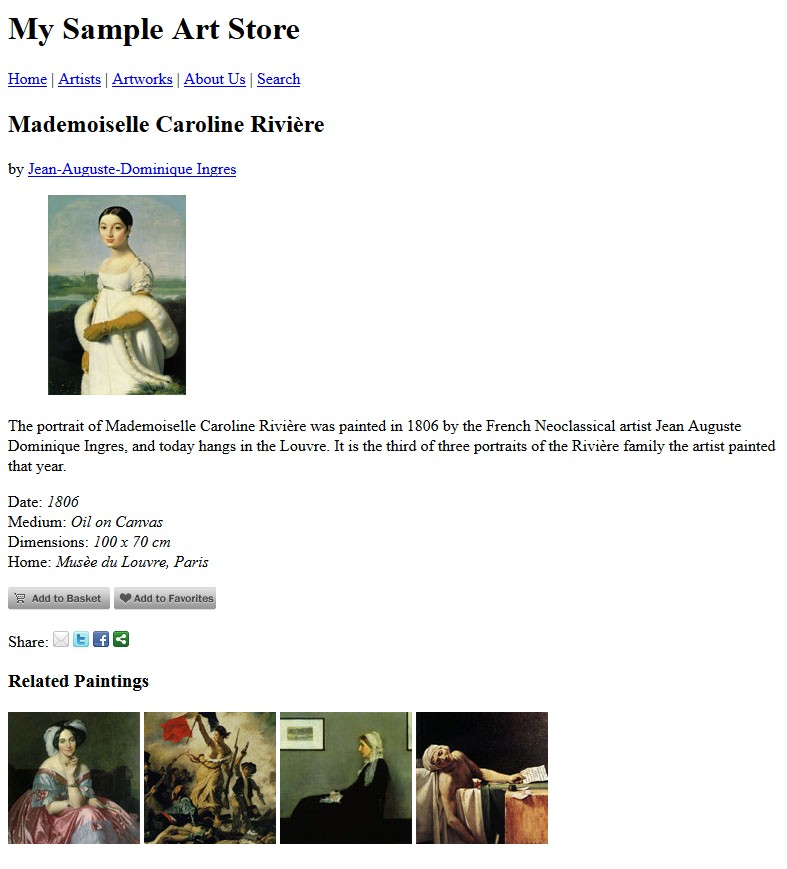 My Sample Art Store
Home | Artists | Artworks | About Us | Search
Mademoiselle Caroline Rivière
by Jean-Auguste-Dominique Ingres
The portrait of Mademoiselle Caroline Rivière was painted in 1806 by the French Neoclassical artist Jean Auguste
Dominique Ingres, and today hangs in the Louvre. It is the third of three portraits of the Rivière family the artist painted
that year.
Date: 1806
Medium: Oil on Canvas
Dimensions: 100 x 70 cm
Home: Musèe du Louvre, Paris
Add to Basket Add to Favorites
Share:
Related Paintings